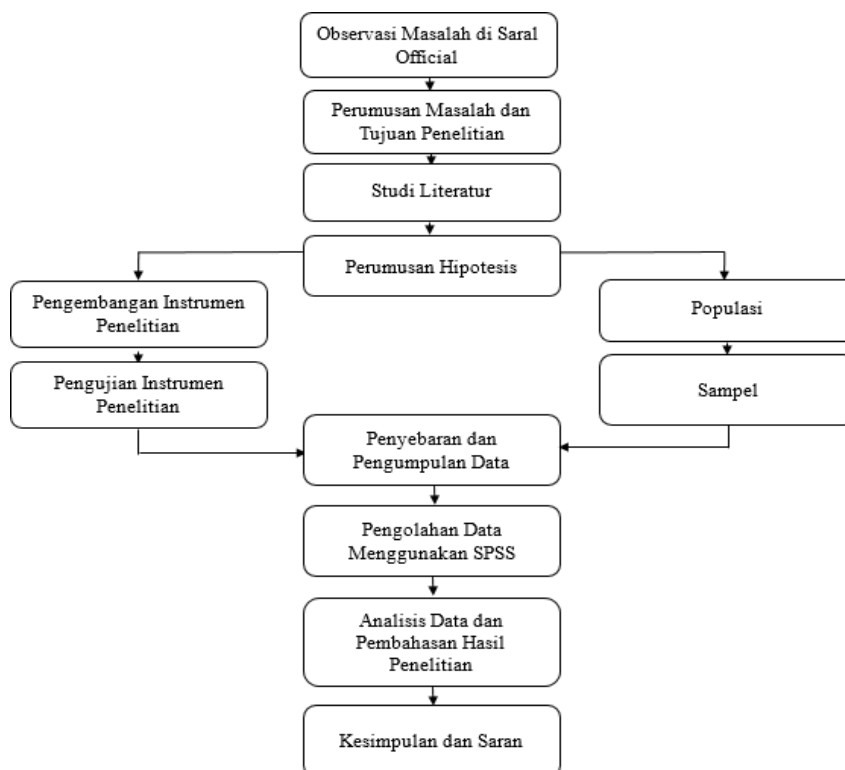 Observasi Masalah di Saral
Official
Perumusan Masalah dan
Tujuan Penelitian
Studi Literatur
Perumusan Hipotesis
Pengembangan Instrumen
Penelitian
Populasi
Pengujian Instrumen
Penelitian
Sampel
Penyebaran dan
Pengumpulan Data
Pengolahan Data
Menggunakan SPSS
Analisis Data dan
Pembahasan Hasil
Penelitian
Kesimpulan dan Saran